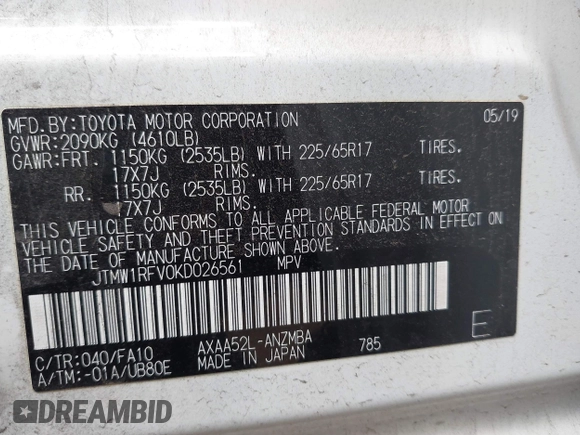 MFD.BY:TOYOTA MOTOR CORPORATION 05/19
GVWR:2090KG (4610LB)
GAWR:FRT. 1150KG (2535LB) WITH 225/65R17 TIRES.
17X7J RIMS.
RR. 1150KG (2535LB) WITH 225/65R17 TIRES.
17X7J RIMS.
THIS VEHICLE CONFORMS TO ALL APPLICABLE FEDERAL MOTOR
VEHICLE SAFETY AND THEFT PREVENTION STANDARDS IN EFFECT ON
THE DATE OF MANUFACTURE SHOWN ABOVE.
JTMW1RFV0KD026561 MPV
C/TR:040/FA10 AXAA52L-ANZMBA 785 E
A/TM:-01A/UB80E MADE IN JAPAN
DREAMBID